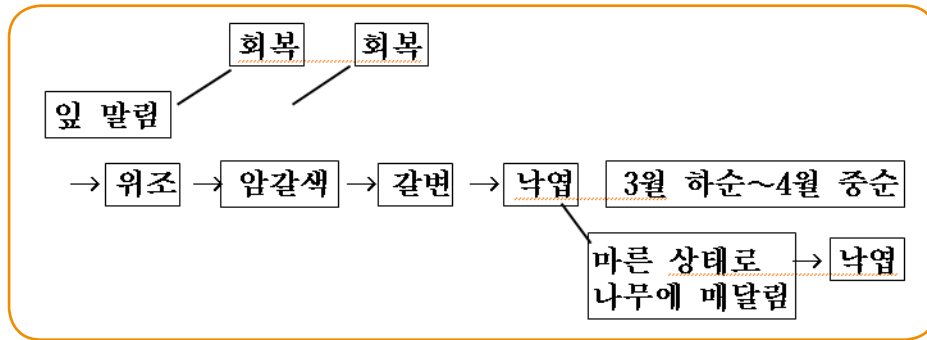 회복 회복
잎 말림
→ 위조 → 암갈색 → 갈변 → 낙엽 3월 하순~4월 중순
마른 상태로 → 낙엽
나무에 매달림